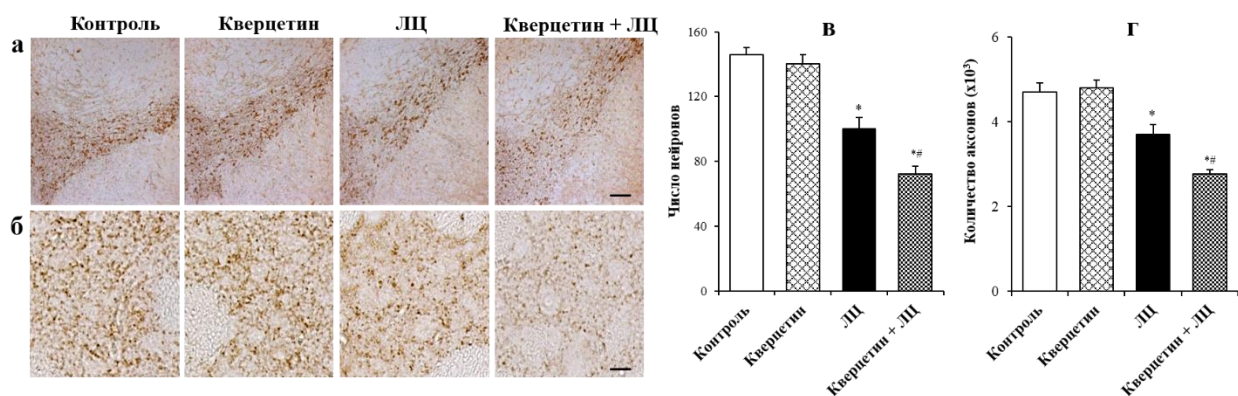 Контроль
Кверцетин
ЛЦ
Кверцетин + ЛЦ
а
б
в
Число нейронов
160
120
80
40
0
*
*#
Контроль
Кверцетин
ЛЦ
Кверцетин + ЛЦ
г
Количество аксонов (х10³)
6
4
2
0
*
*#
Контроль
Кверцетин
ЛЦ
Кверцетин + ЛЦ